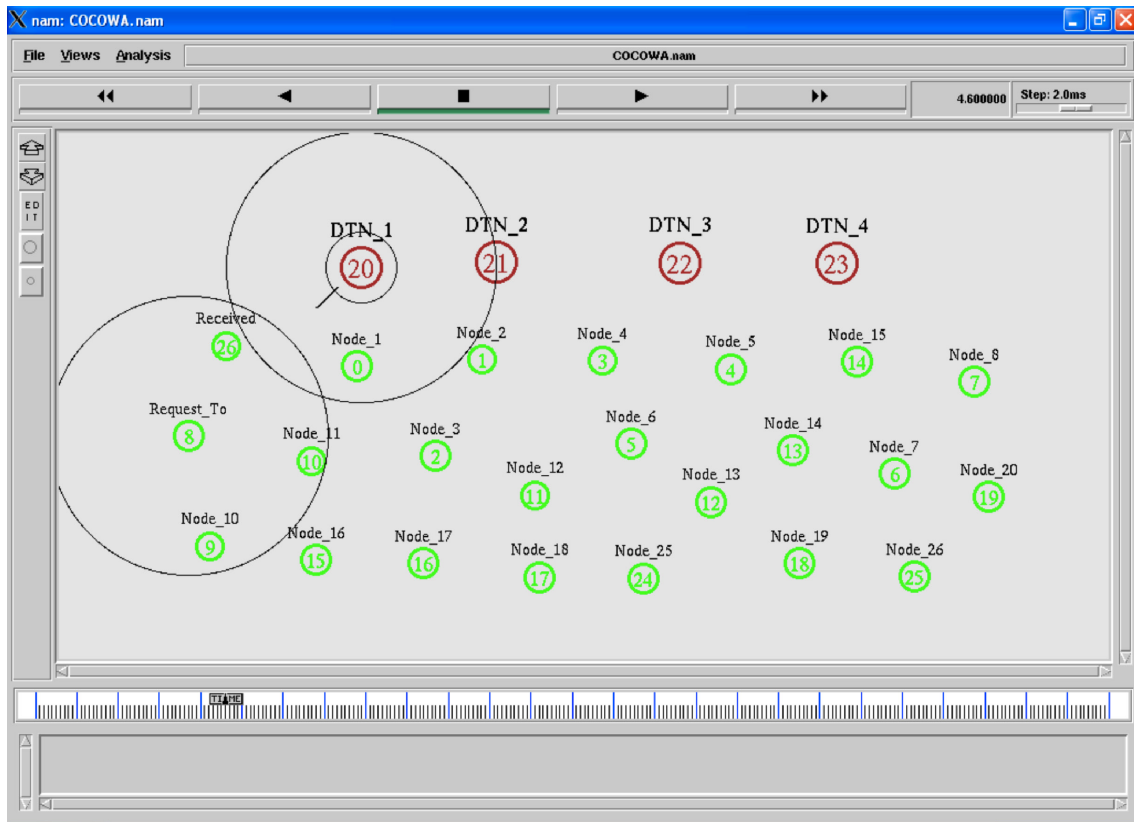 nam: COCOWA.nam
File Views Analysis COCOWA.nam
4.600000 Step: 2.0ms
ED
IT
DTN_1 DTN_2 DTN_3 DTN_4
20 21 22 23
Received Node_1 Node_2 Node_4 Node_5 Node_15 Node_8
26 0 1 3 4 14 7
Request_To Node_11 Node_3 Node_6 Node_14 Node_7 Node_20
8 10 2 5 13 6 19
Node_12 Node_13
11 12
Node_10 Node_16 Node_17 Node_18 Node_25 Node_19 Node_26
9 15 16 17 24 18 25
TIME